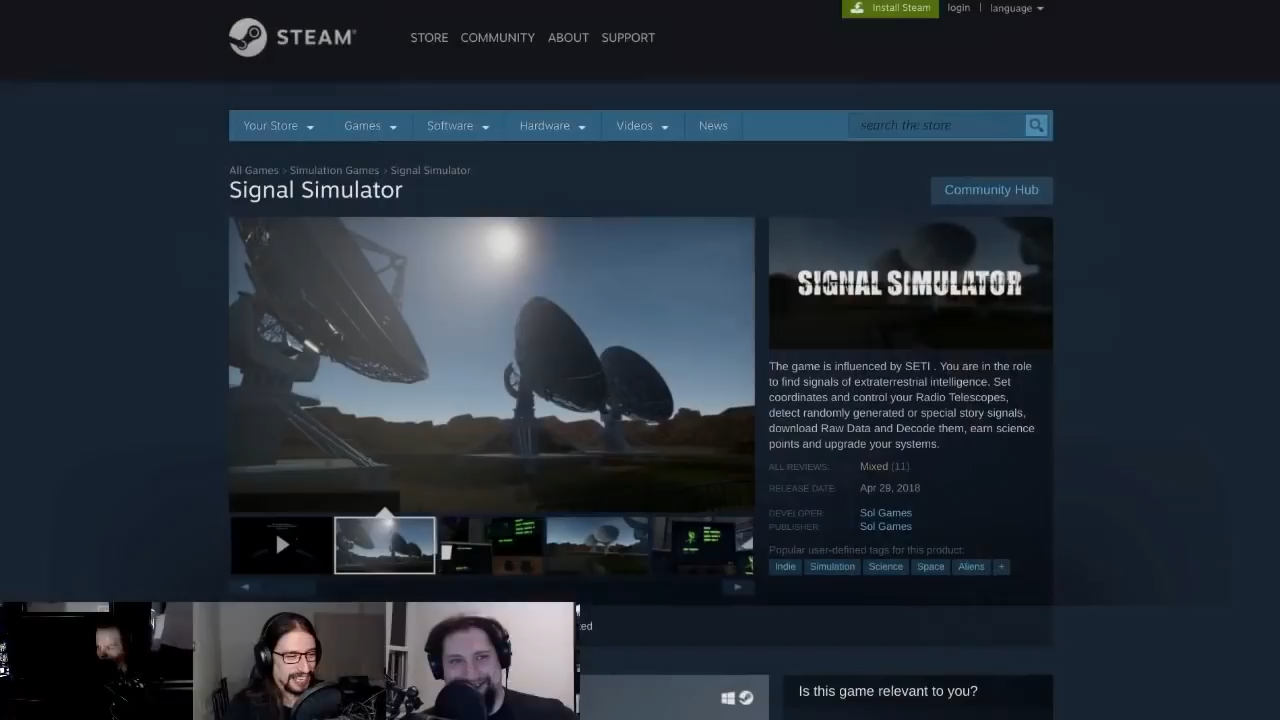 Install Steam
login | language
STEAM
STORE COMMUNITY ABOUT SUPPORT
Your Store Games Software Hardware Videos News search the store
All Games > Simulation Games > Signal Simulator
Signal Simulator
Community Hub
SIGNAL SIMULATOR
The game is influenced by SETI . You are in the role
to find signals of extraterrestrial intelligence. Set
coordinates and control your Radio Telescopes,
detect randomly generated or special story signals,
download Raw Data and Decode them, earn science
points and upgrade your systems.
ALL REVIEWS: Mixed (11)
RELEASE DATE: Apr 29, 2018
DEVELOPER: Sol Games
PUBLISHER: Sol Games
Popular user-defined tags for this product:
Indie Simulation Science Space Aliens +
ed
Is this game relevant to you?